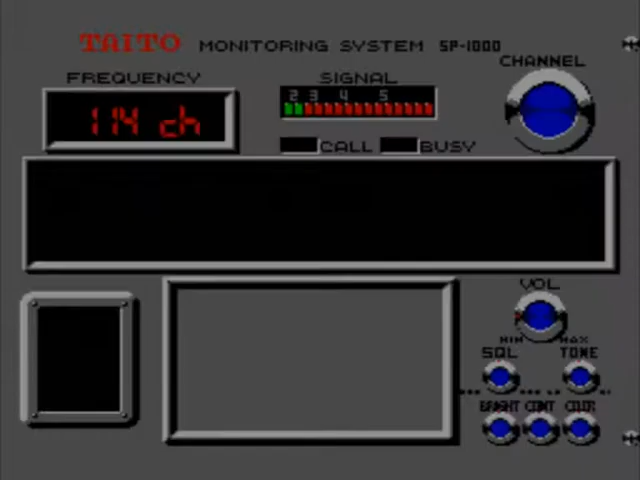 TAITO MONITORING SYSTEM SP-1000
CHANNEL
FREQUENCY SIGNAL
2 3 4 5
114 ch
CALL BUSY
VOL
MIN MAX
SQL TONE
BRIGHT CONT COLOR